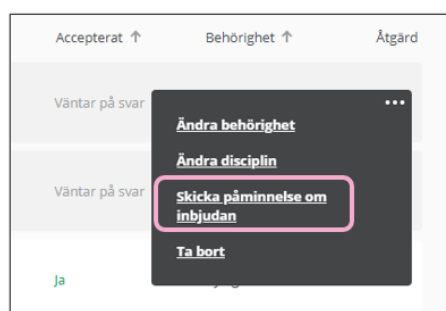 Accepterat ↑ Behörighet ↑ Åtgärd
Väntar på svar
Ändra behörighet
Ändra disciplin
Väntar på svar
Skicka påminnelse om
inbjudan
Ta bort
Ja